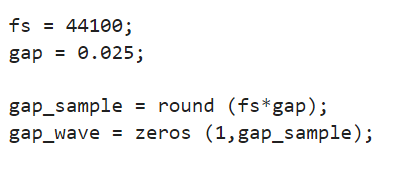 fs = 44100;
gap = 0.025;
gap_sample = round (fs*gap);
gap_wave = zeros (1,gap_sample);